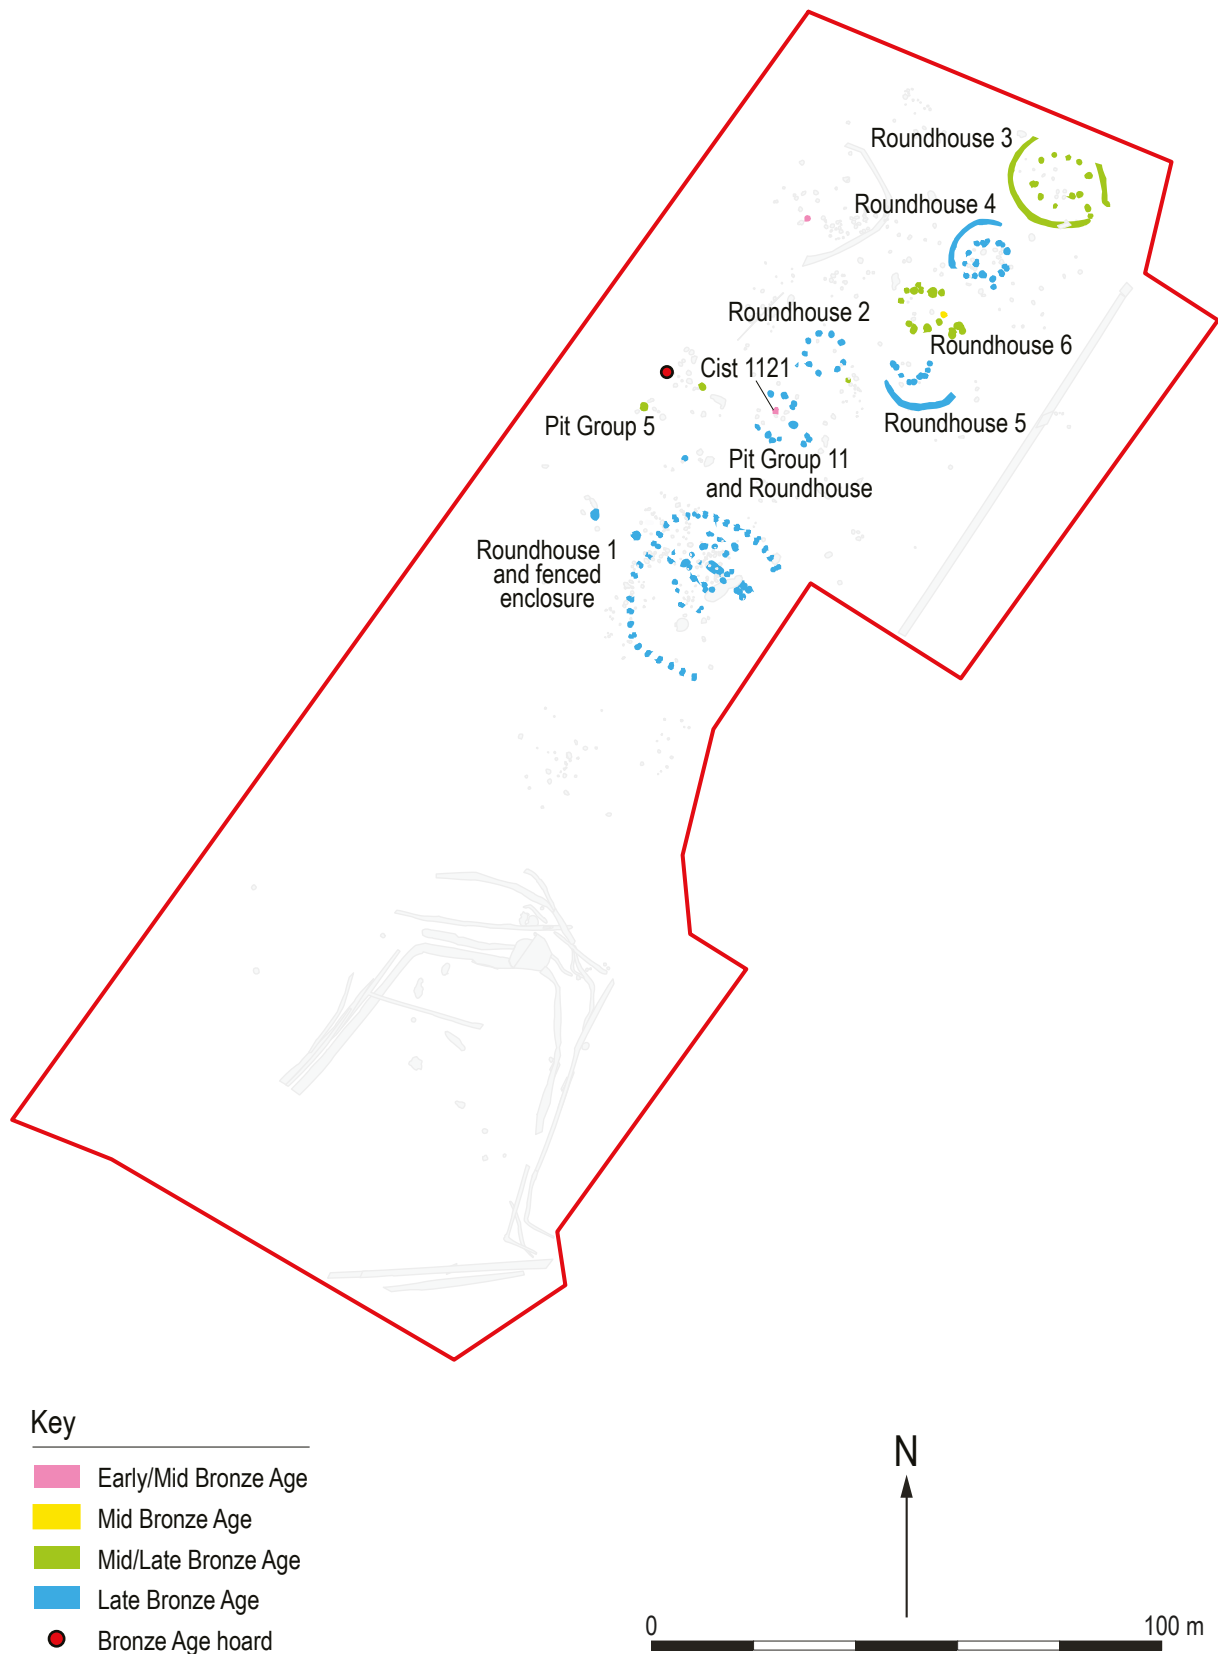 Roundhouse 3
Roundhouse 4
Roundhouse 2
Roundhouse 6
Cist 1121
Pit Group 5
Roundhouse 5
Pit Group 11
and Roundhouse
Roundhouse 1
and fenced
enclosure
Key
Early/Mid Bronze Age
Mid Bronze Age
Mid/Late Bronze Age
Late Bronze Age
Bronze Age hoard
N
0
100 m